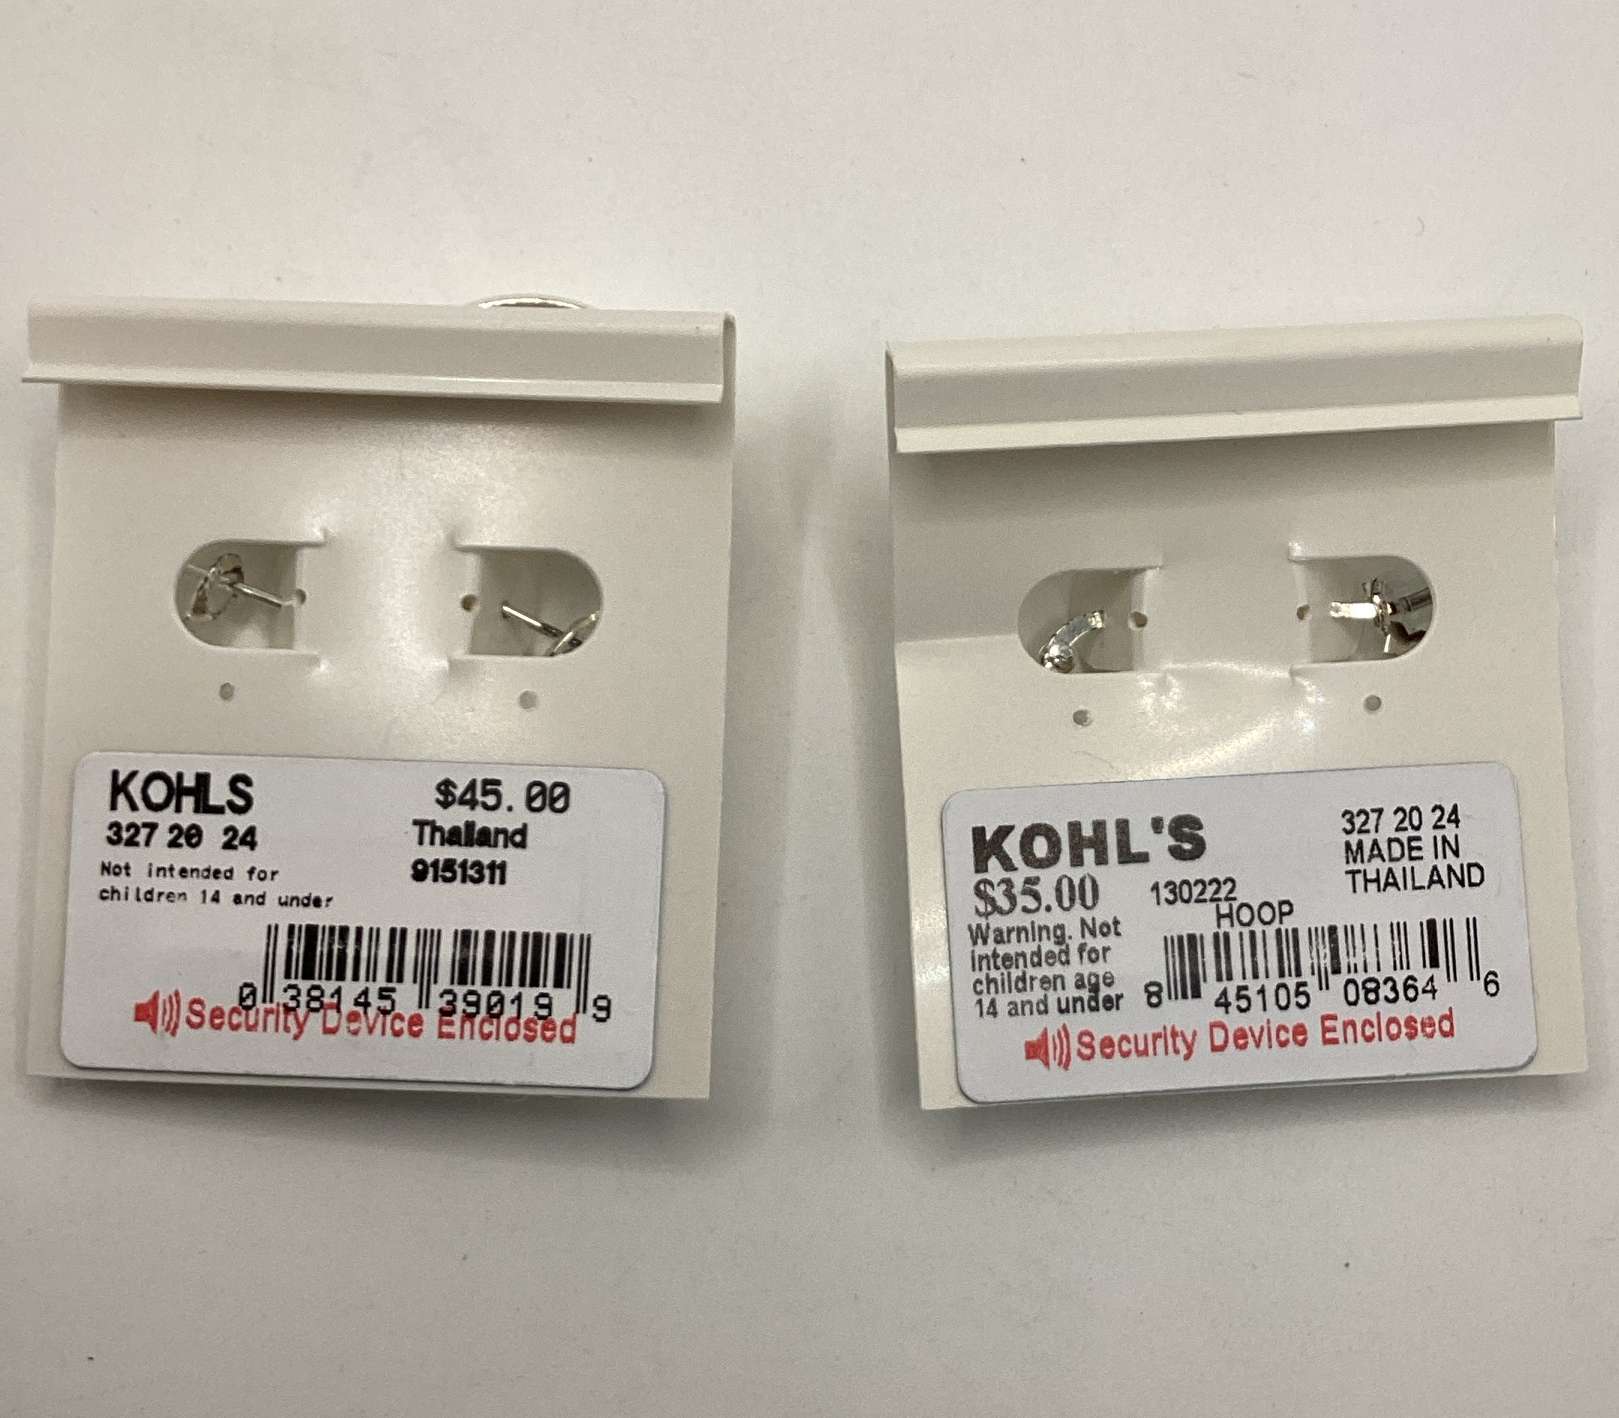 KOHLS $45.00
327 20 24 Thailand
Not intended for 9151311
children 14 and under
0 38145 39019 9
Security Device Enclosed
KOHL'S 327 20 24
MADE IN
$35.00 130222 THAILAND
HOOP
Warning. Not
intended for
children age
14 and under
8 45105 08364 6
Security Device Enclosed